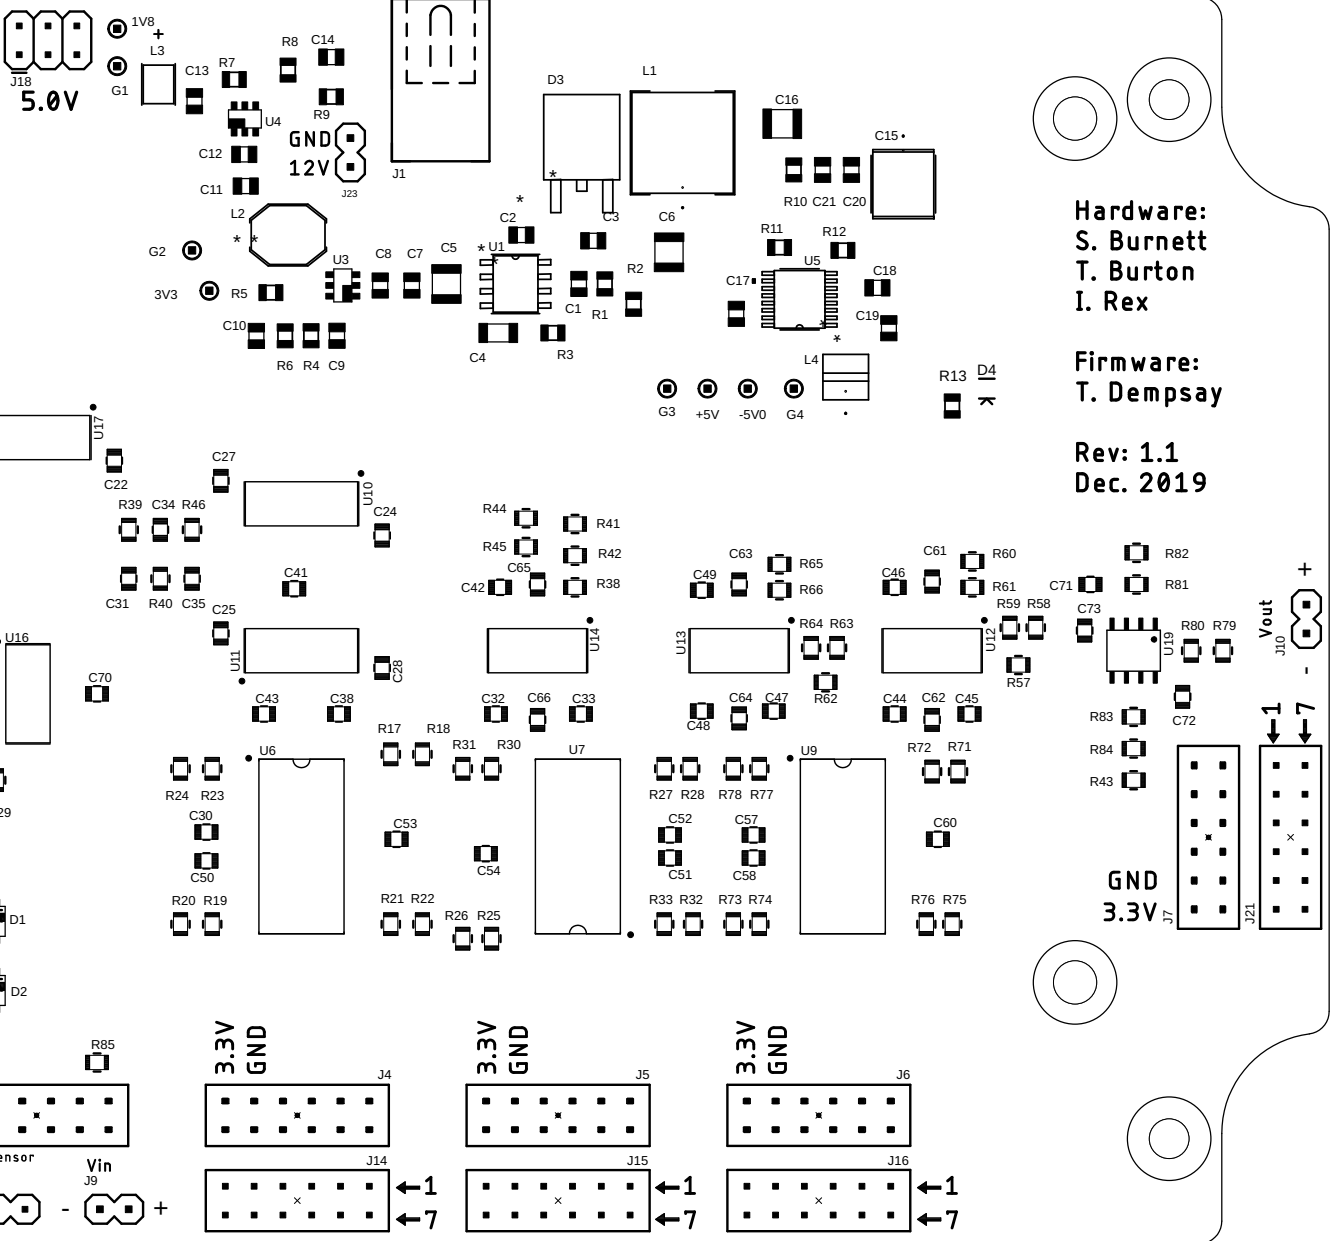 1V8
+
R8
C14
L3
J18
C13
R7
D3
L1
G1
5.0V
C16
R9
U4
GND
C15
C12
12V
J1
*
C11
J23
*
R10
C21
C20
L2
C2
C3
C6
Hardware:
* *
*
U1
R11
R12
S. Burnett
G2
U3
C8
C7
C5
*
U5
T. Burton
R2
C18
C17
3V3
R5
I. Rex
C1
R1
C19
C10
*
*
C4
R3
L4
R6
R4
C9
Firmware:
R13
D4
T. Dempsay
G3
+5V
-5V0
G4
U17
Rev: 1.1
C27
C22
Dec. 2019
U10
R39
C34
R46
C24
R44
R41
R45
R42
C63
C61
R60
R82
C65
R65
C41
C42
R38
C49
R66
C46
R61
C71
R81
+
C31
R40
C35
R59
R58
C25
C73
Vout
U16
R64
R63
R80
R79
U11
U14
U13
U12
U19
J10
C28
C70
R57
-
C43
C38
C32
C66
C33
C64
C47
R62
C44
C62
C45
1
7
C48
R83
C72
R17
R18
U6
R31
R30
U7
U9
R72
R71
R84
R43
R24
R23
R27
R28
R78
R77
29
C30
C53
C52
C57
C60
C50
C54
C51
C58
GND
R20
R19
R21
R22
R33
R32
R73
R74
R76
R75
3.3V
J7
J21
D1
R26
R25
D2
3.3V
GND
3.3V
GND
3.3V
GND
R85
J4
J5
J6
ensor
Vin
J14
J15
J16
J9
1
1
1
-
+
7
7
7